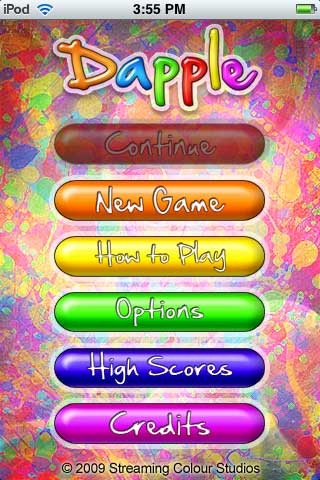 iPod 3:55 PM
Dapple
Continue
New Game
How to Play
Options
High Scores
Credits
© 2009 Streaming Colour Studios